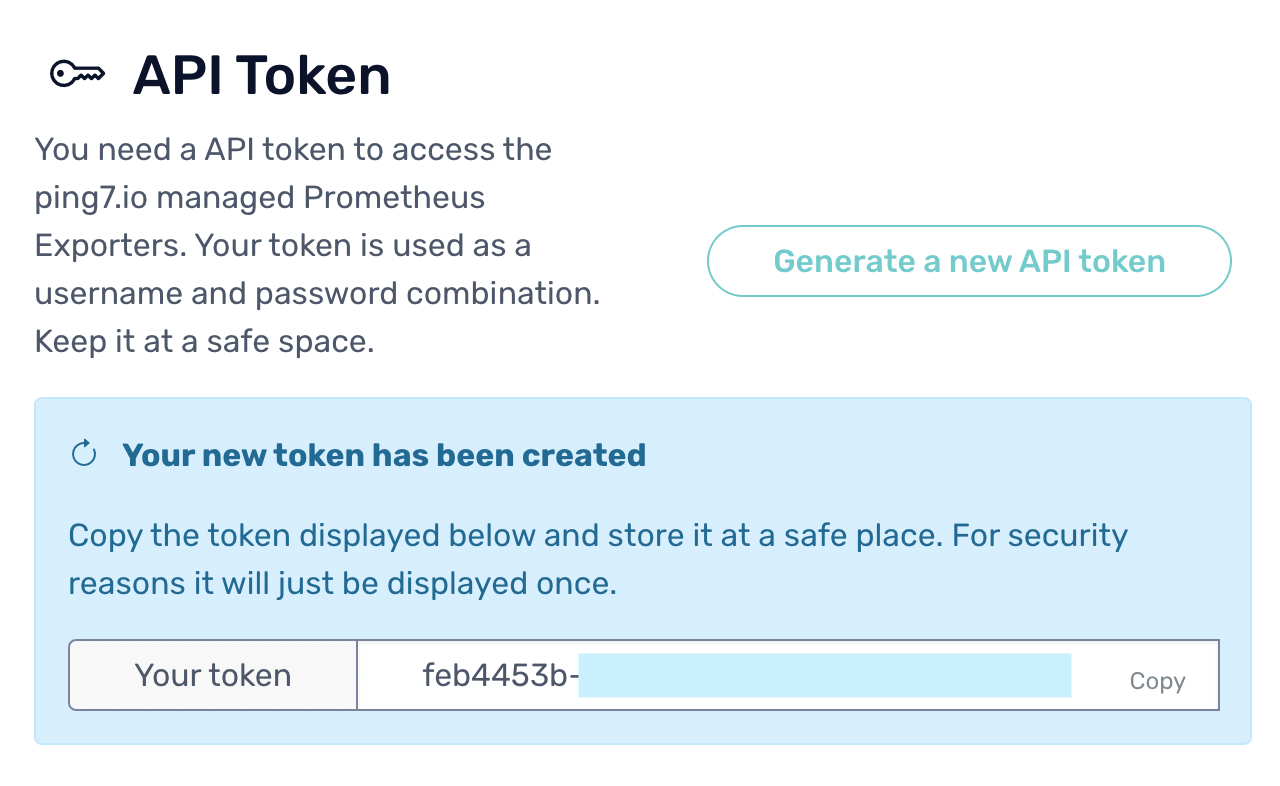 API Token
You need a API token to access the
ping7.io managed Prometheus
Exporters. Your token is used as a
username and password combination.
Keep it at a safe space.
Generate a new API token
Your new token has been created
Copy the token displayed below and store it at a safe place. For security
reasons it will just be displayed once.
Your token feb4453b- Copy